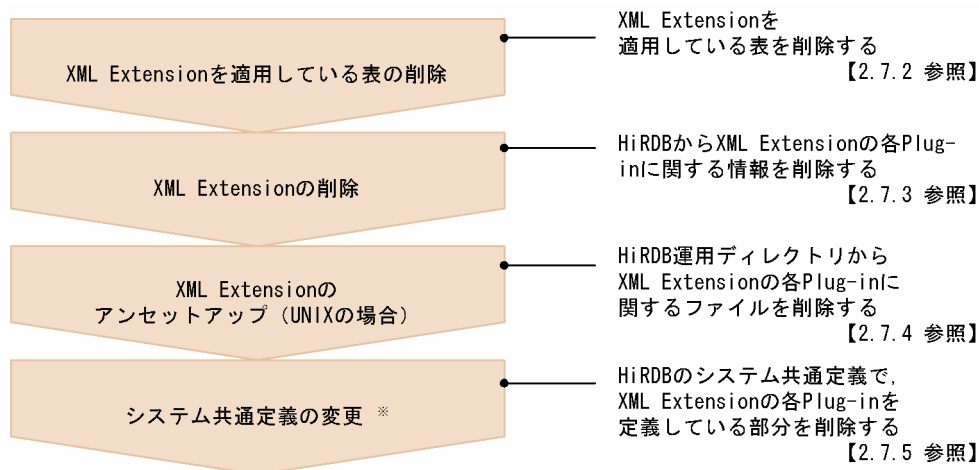 XML Extensionを適用している表の削除
XML Extensionを
適用している表を削除する
【2.7.2 参照】
XML Extensionの削除
HiRDBからXML Extensionの各Plug-
inに関する情報を削除する
【2.7.3 参照】
XML Extensionの
アンセットアップ（UNIXの場合）
HiRDB運用ディレクトリから
XML Extensionの各Plug-inに
関するファイルを削除する
【2.7.4 参照】
システム共通定義の変更 ※
HiRDBのシステム共通定義で，
XML Extensionの各Plug-inを
定義している部分を削除する
【2.7.5 参照】